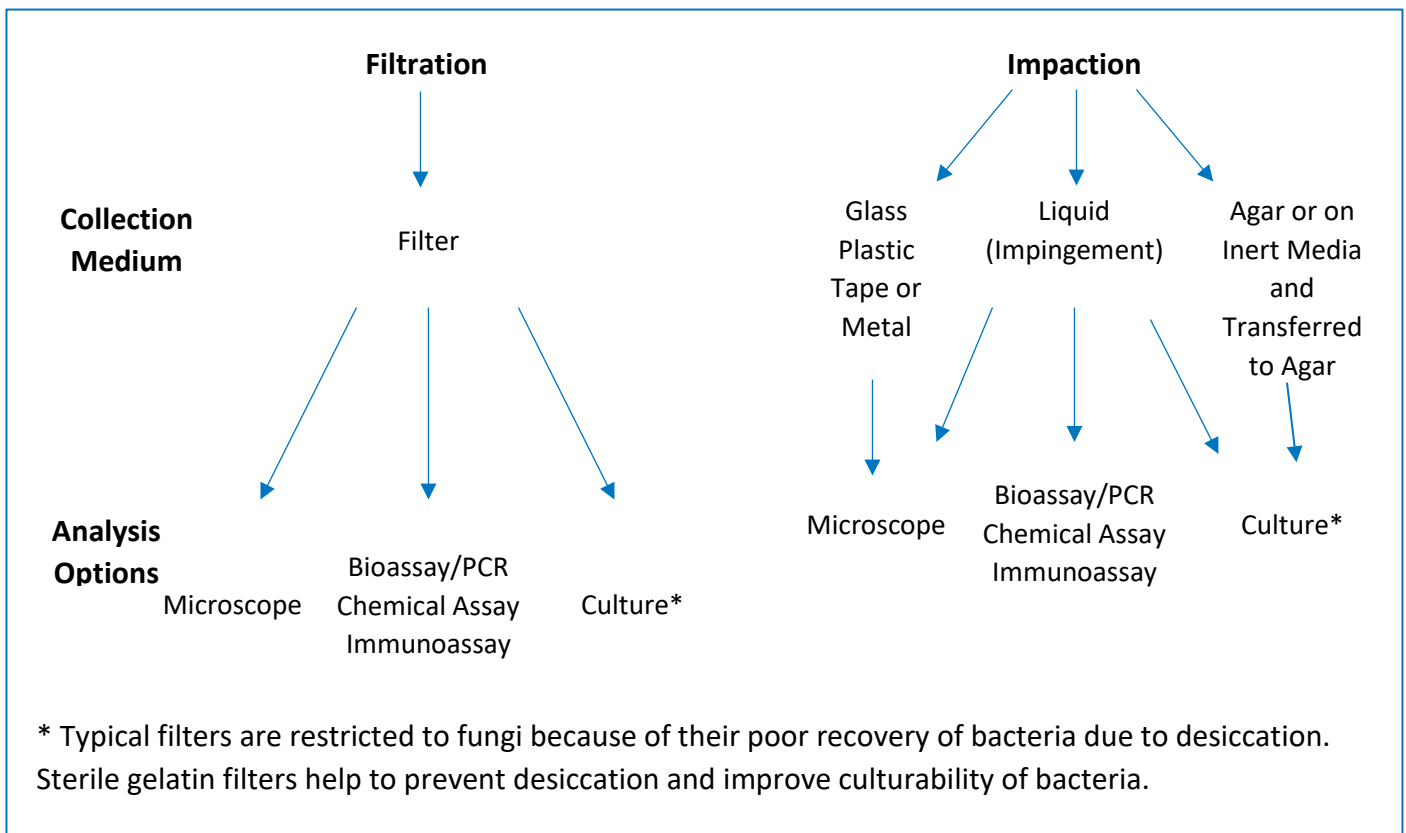 Filtration
Impaction
Collection
Medium
Filter
Glass
Plastic
Tape or
Metal
Liquid
(Impingement)
Agar or on
Inert Media
and
Transferred
to Agar
Analysis
Options
Microscope
Bioassay/PCR
Chemical Assay
Immunoassay
Culture*
Microscope
Bioassay/PCR
Chemical Assay
Immunoassay
Culture*
* Typical filters are restricted to fungi because of their poor recovery of bacteria due to desiccation.
Sterile gelatin filters help to prevent desiccation and improve culturability of bacteria.